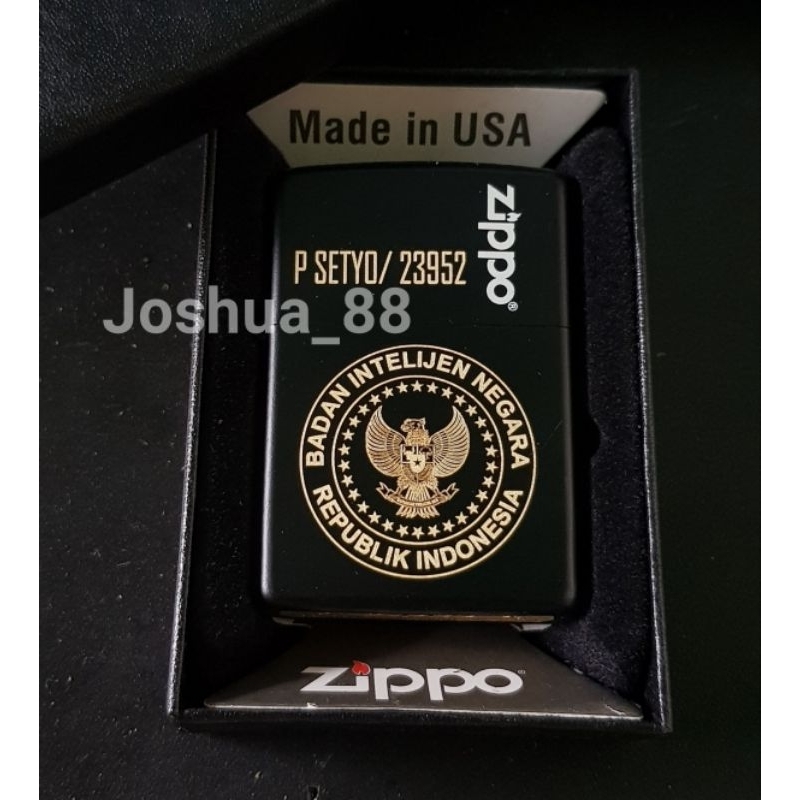 Made in USA
zippo®
P SETYO/ 23952
Joshua_88
BADAN INTELIJEN NEGARA
REPUBLIK INDONESIA
zippo